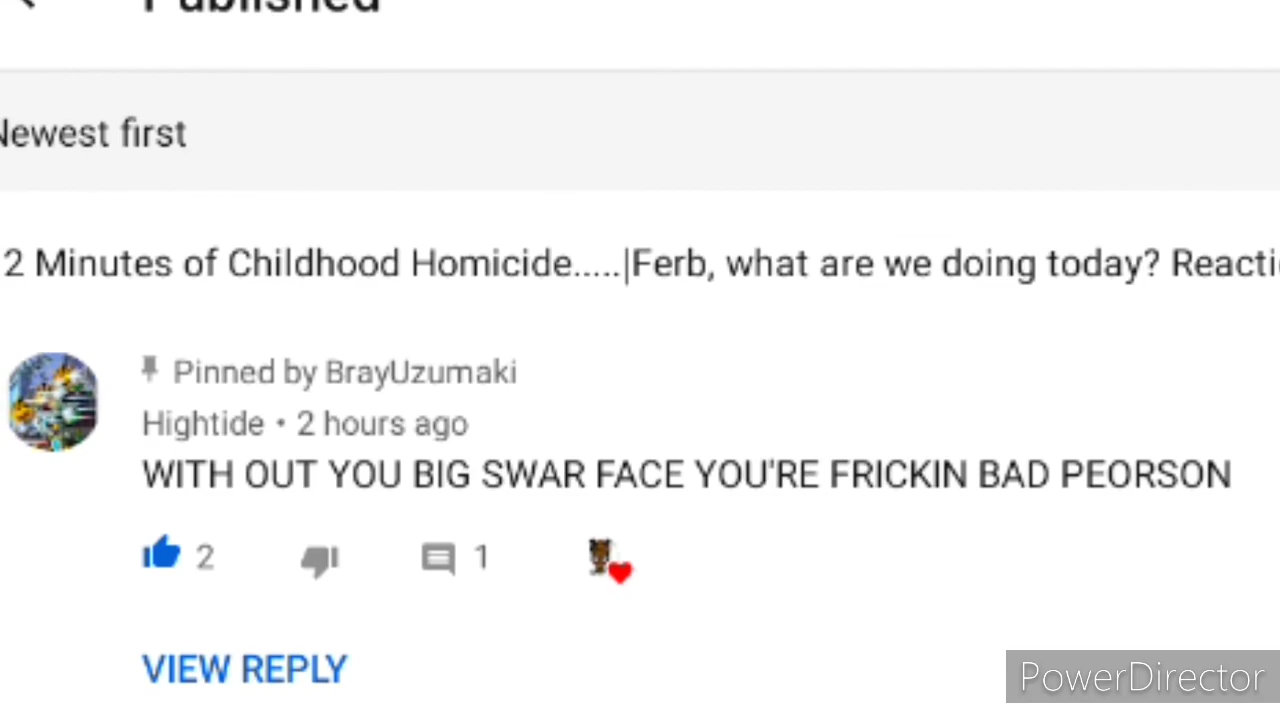 Published
Newest first
2 Minutes of Childhood Homicide.....|Ferb, what are we doing today? Reacti
Pinned by BrayUzumaki
Hightide • 2 hours ago
WITH OUT YOU BIG SWAR FACE YOU'RE FRICKIN BAD PEORSON
2 1
VIEW REPLY
PowerDirector